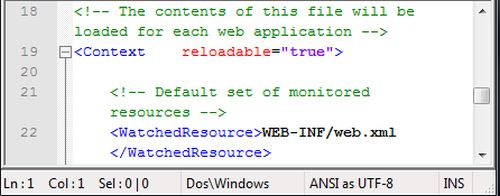 18 <!-- The contents of this file will be
loaded for each web application -->
19 <Context    reloadable="true">
20
21 <!-- Default set of monitored
resources -->
22 <WatchedResource>WEB-INF/web.xml
</WatchedResource>
Ln:1 Col:1 Sel:0|0 Dos\Windows ANSI as UTF-8 INS